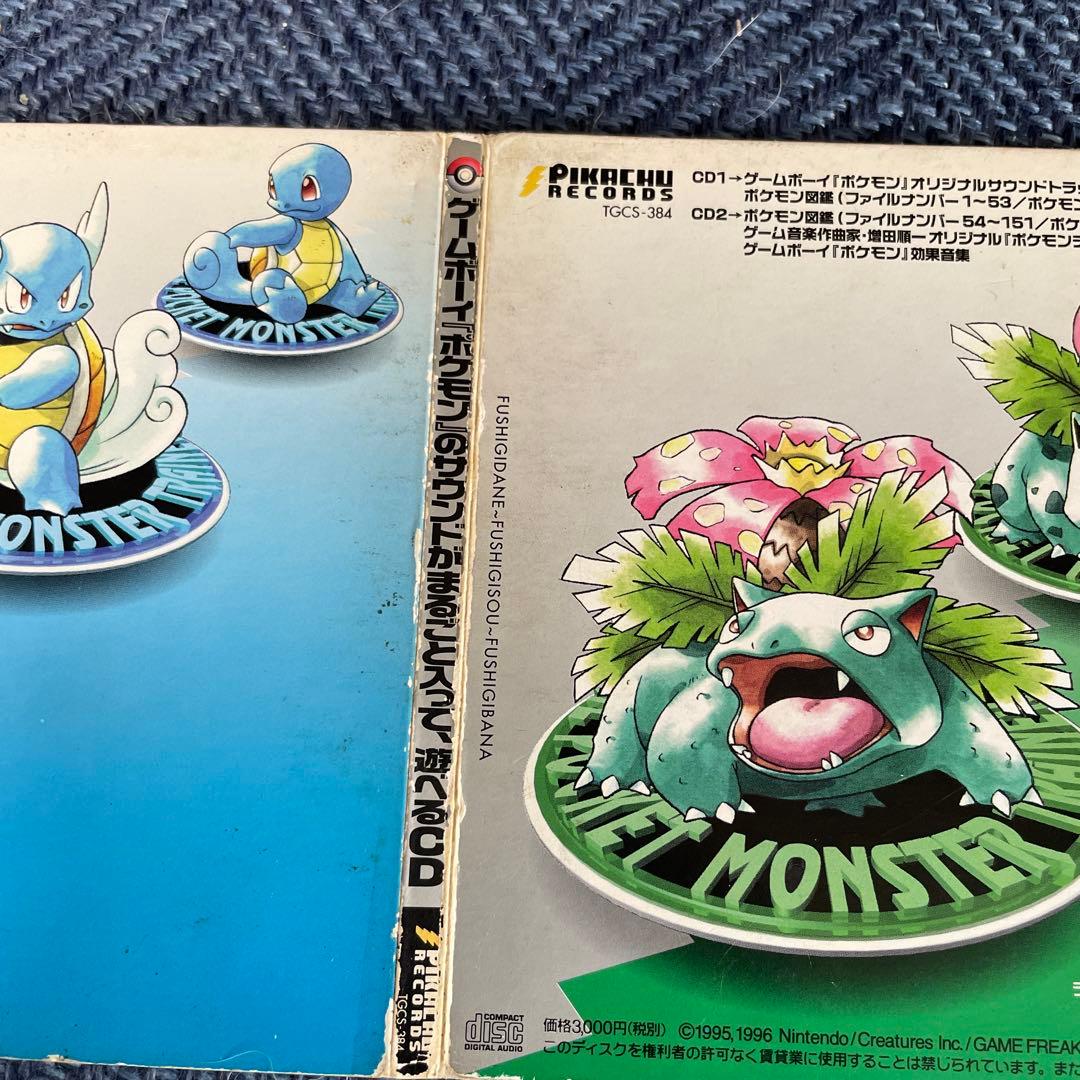 POCKET MONSTER
MONSTER TRAIN
ゲームボーイ『ポケモン』のサウンドがまるごと入って、遊べるCD
PIKACHU
RECORDS
TGCS-384
PIKACHU
RECORDS
TGCS-384
CD1→ゲームボーイ『ポケモン』オリジナルサウンドトラッ
ポケモン図鑑(ファイルナンバー1〜53/ポケモン
CD2→ポケモン図鑑(ファイルナンバー54〜151/ポケ
ゲーム音楽作曲家・増田順一オリジナル『ポケモン
ゲームボーイ『ポケモン』効果音集
FUSHIGIDANE~FUSHIGISOU~FUSHIGIBANA
POCKET MONSTER TRAIN
COMPACT
disc
DIGITAL AUDIO
価格3,000円(税別) ©1995,1996 Nintendo/Creatures Inc./GAME FREAK
このディスクを権利者の許可なく賃貸業に使用することは禁じられています。また